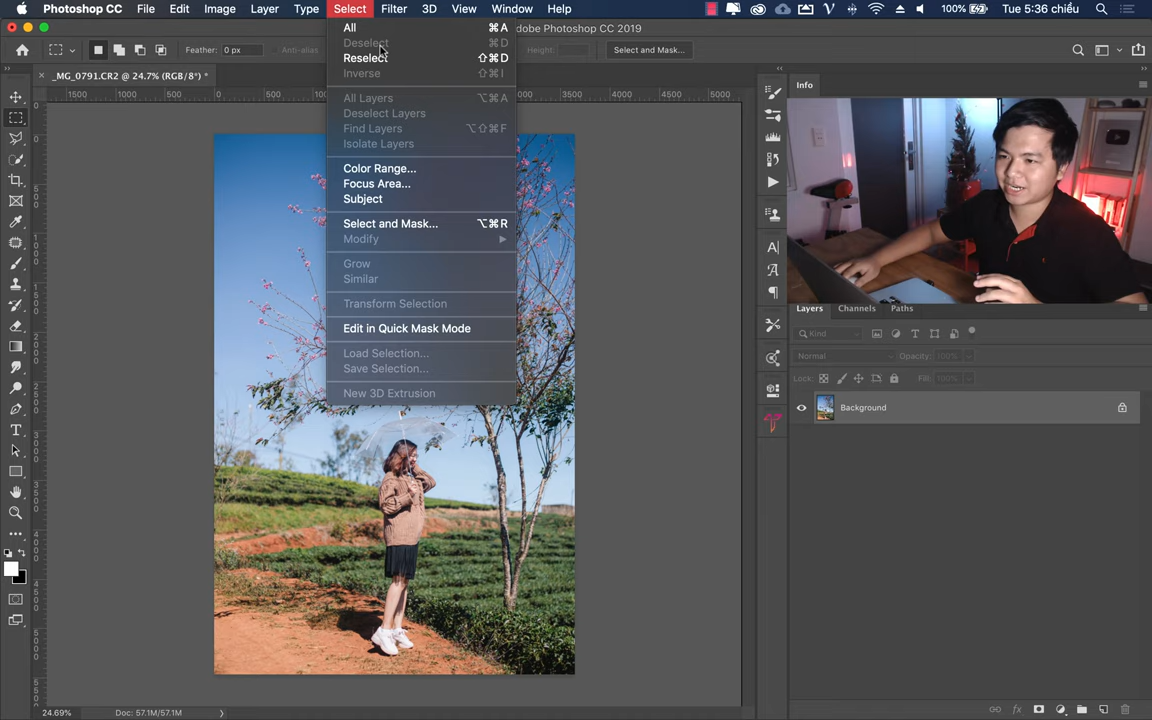 Photoshop CC File Edit Image Layer Type Select Filter 3D View Window Help 100% Tue 5:36 chiều
Adobe Photoshop CC 2019
Feather: 0 px Anti-alias Height: Select and Mask...
_MG_0791.CR2 @ 24.7% (RGB/8*) *
1500 1000 500 0 3500 4000 4500 5000
All ⌘A
Deselect ⌘D
Reselect ⇧⌘D
Inverse ⇧⌘I
All Layers ⌥⌘A
Deselect Layers
Find Layers ⌥⇧⌘F
Isolate Layers
Color Range...
Focus Area...
Subject
Select and Mask... ⌥⌘R
Modify
Grow
Similar
Transform Selection
Edit in Quick Mask Mode
Load Selection...
Save Selection...
New 3D Extrusion
Info
Layers Channels Paths
Kind
Normal Opacity: 100%
Lock: Fill: 100%
Background
24.69% Doc: 57.1M/57.1M